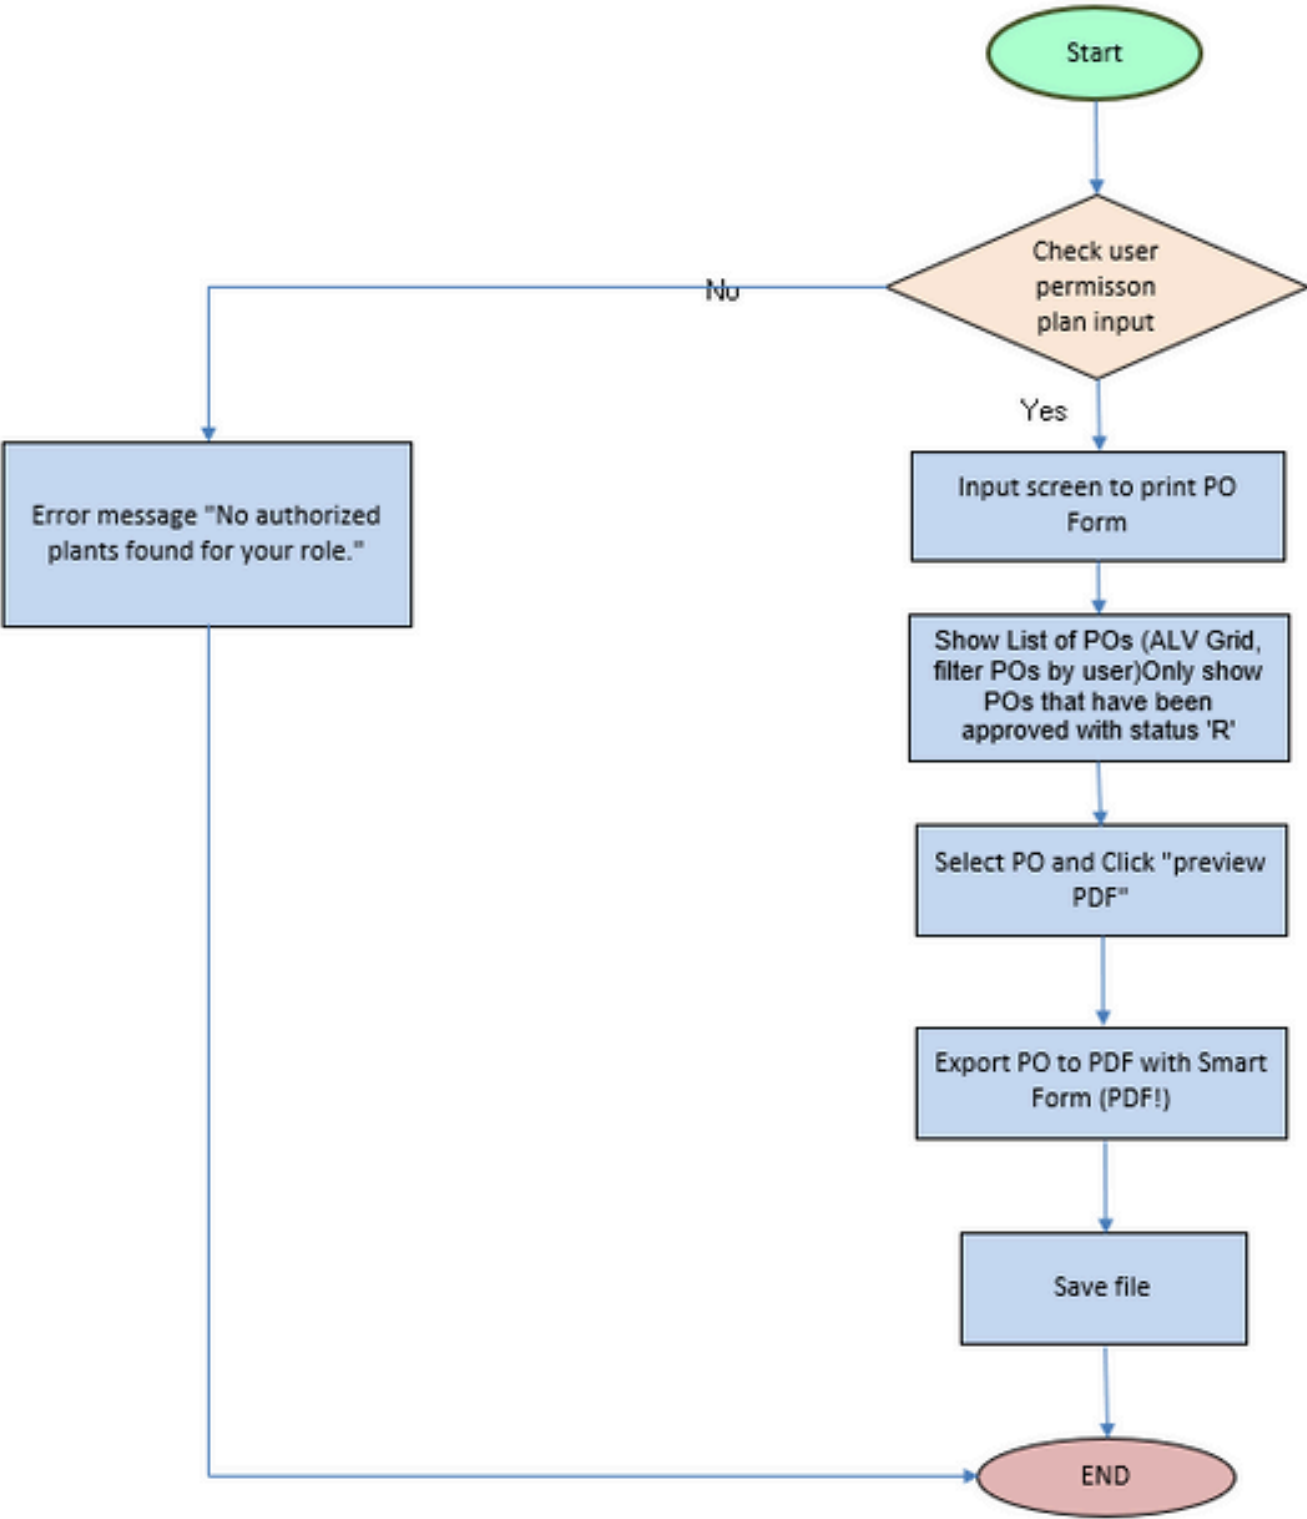 Start
Check user
permisson
plan input
No
Yes
Input screen to print PO
Form
Error message "No authorized
plants found for your role."
Show List of POs (ALV Grid,
filter POs by user)Only show
POs that have been
approved with status 'R'
Select PO and Click "preview
PDF"
Export PO to PDF with Smart
Form (PDF!)
Save file
END